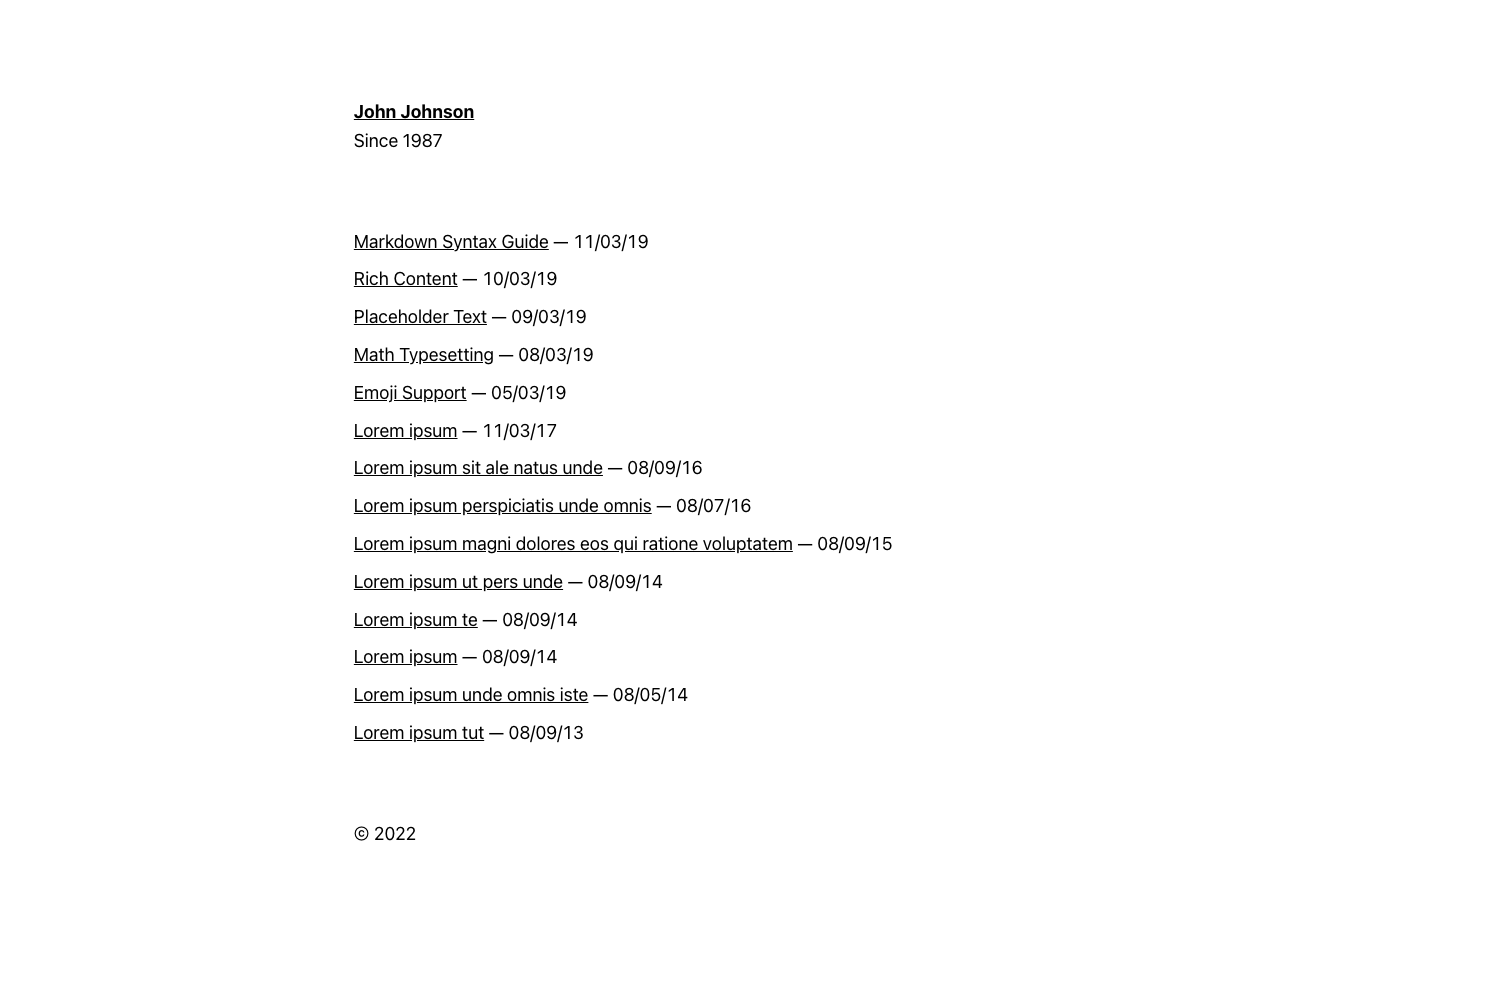 John Johnson
Since 1987
Markdown Syntax Guide — 11/03/19
Rich Content — 10/03/19
Placeholder Text — 09/03/19
Math Typesetting — 08/03/19
Emoji Support — 05/03/19
Lorem ipsum — 11/03/17
Lorem ipsum sit ale natus unde — 08/09/16
Lorem ipsum perspiciatis unde omnis — 08/07/16
Lorem ipsum magni dolores eos qui ratione voluptatem — 08/09/15
Lorem ipsum ut pers unde — 08/09/14
Lorem ipsum te — 08/09/14
Lorem ipsum — 08/09/14
Lorem ipsum unde omnis iste — 08/05/14
Lorem ipsum tut — 08/09/13
© 2022